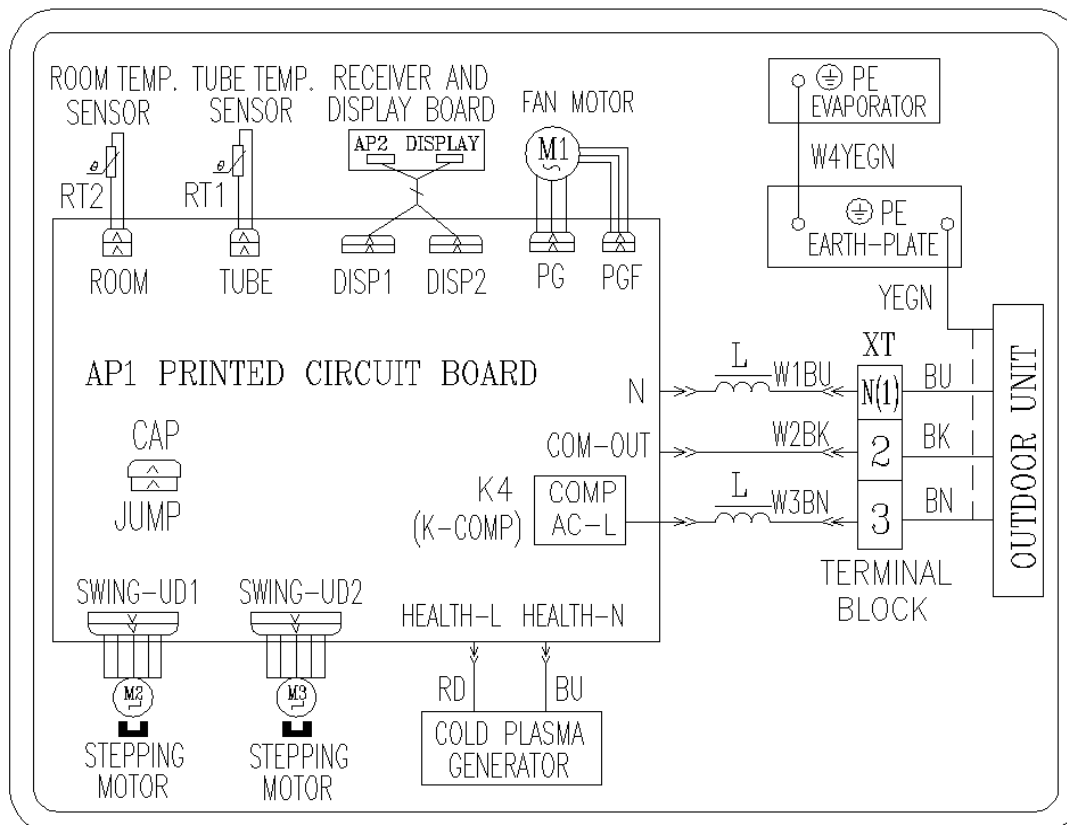 ROOM TEMP.
SENSOR
TUBE TEMP.
SENSOR
RECEIVER AND
DISPLAY BOARD
FAN MOTOR
PE
EVAPORATOR
AP2 DISPLAY
M1
W4YEGN
θ
RT2
θ
RT1
PE
EARTH-PLATE
ROOM
TUBE
DISP1
DISP2
PG
PGF
YEGN
AP1 PRINTED CIRCUIT BOARD
XT
N
L
W1BU
N(1)
BU
CAP
JUMP
COM-OUT
W2BK
2
BK
K4
(K-COMP)
COMP
AC-L
L
W3BN
3
BN
OUTDOOR UNIT
TERMINAL
BLOCK
SWING-UD1
SWING-UD2
HEALTH-L
HEALTH-N
M2
M3
RD
BU
STEPPING
MOTOR
STEPPING
MOTOR
COLD PLASMA
GENERATOR